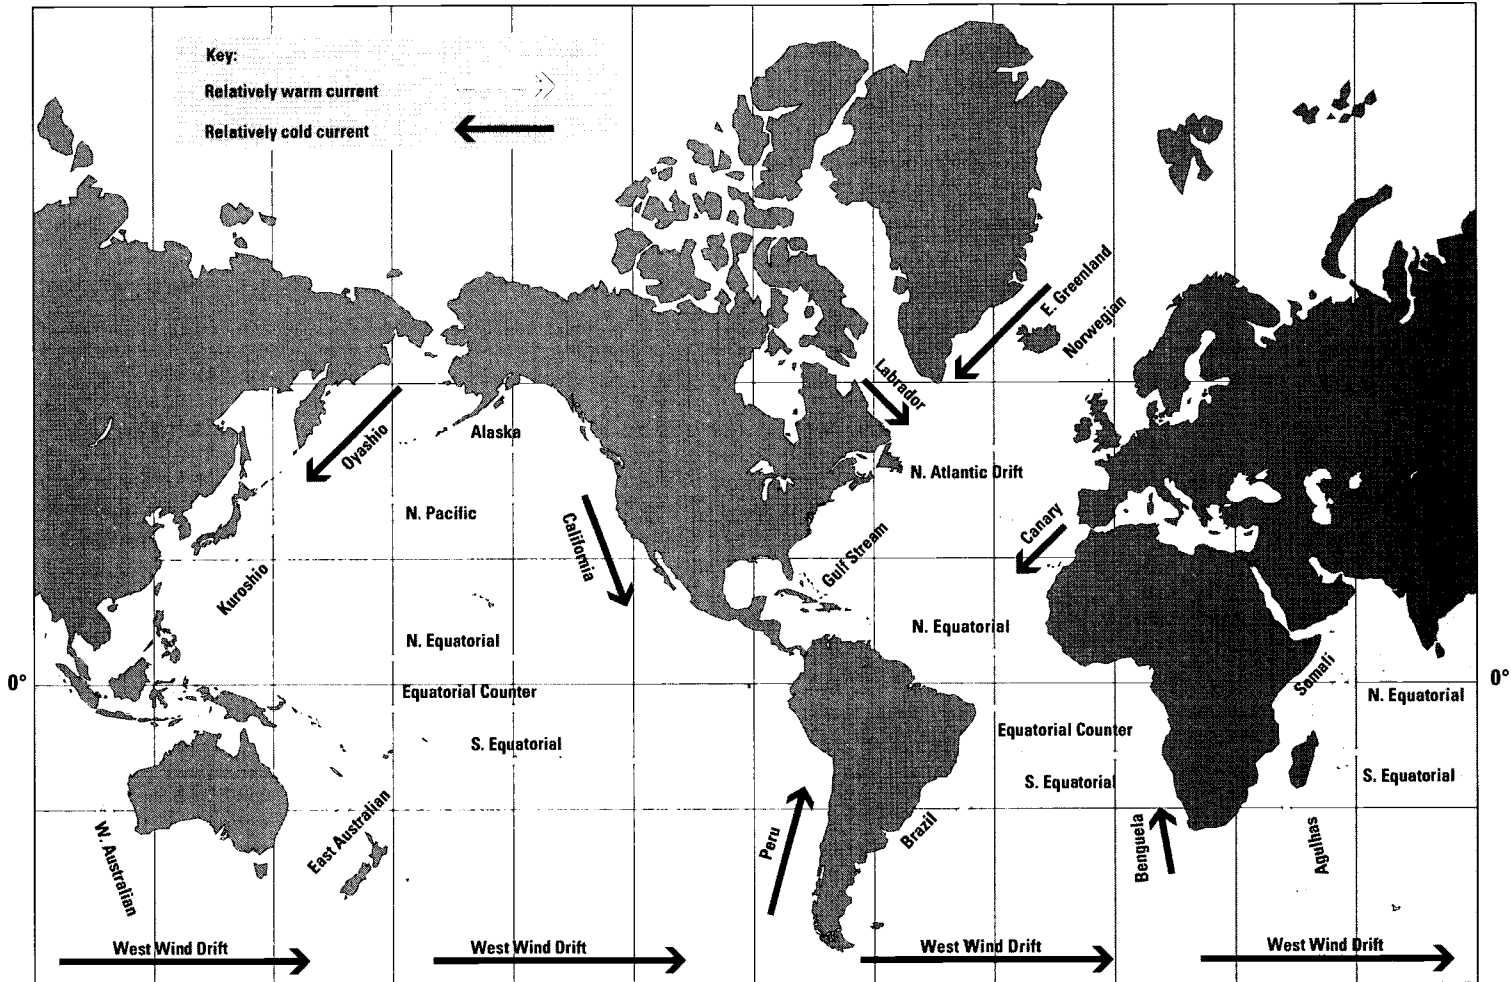 Key:
Relatively warm current
Relatively cold current
E. Greenland
Norwegian
Labrador
Oyashio
Alaska
N. Atlantic Drift
N. Pacific
California
Canary
Gulf Stream
Kuroshio
N. Equatorial
N. Equatorial
0°
Equatorial Counter
Somali
N. Equatorial
0°
S. Equatorial
Equatorial Counter
S. Equatorial
S. Equatorial
W. Australian
East Australian
Peru
Brazil
Benguela
Agulhas
West Wind Drift
West Wind Drift
West Wind Drift
West Wind Drift